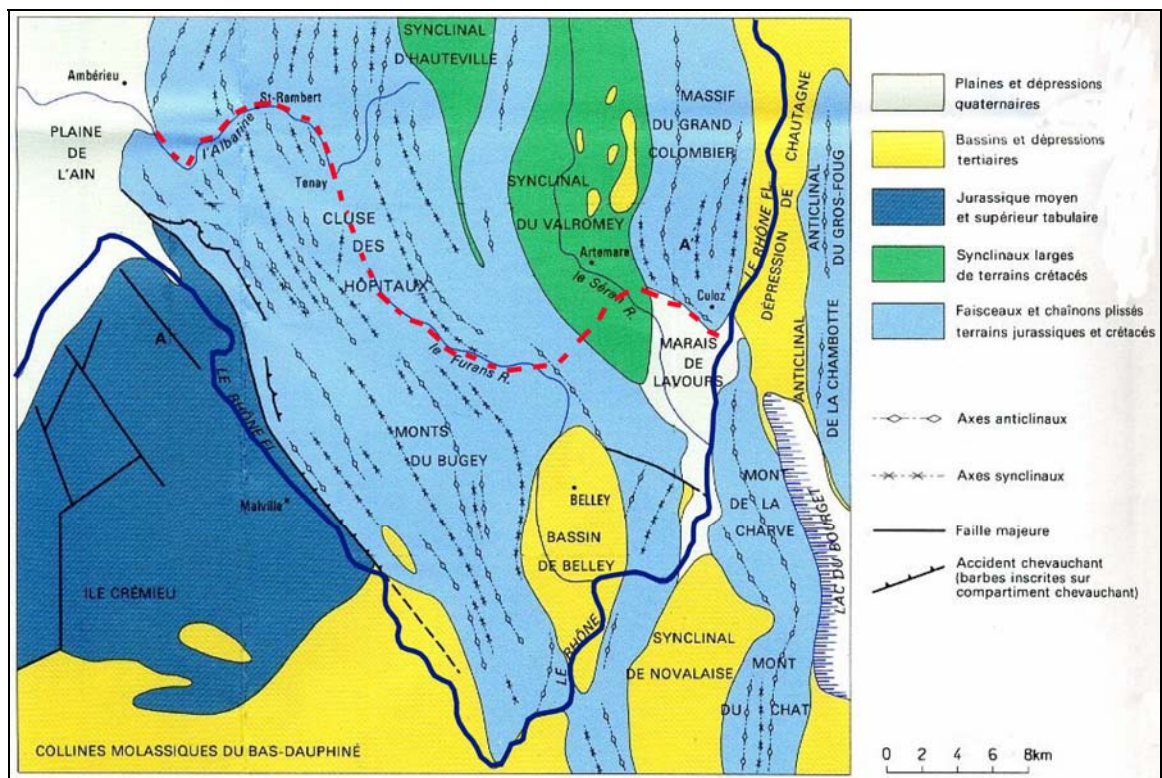 SYNCLINAL
D'HAUTEVILLE
Ambérieu
St-Rambert
PLAINE
DE
L'AIN
l'Albarine
Tenay
CLUSE
DES
HÔPITAUX
le Furans R.
SYNCLINAL
DU VALROMEY
Artemare
le Séran R.
MASSIF
DU GRAND
COLOMBIER
A'
Culoz
MARAIS
DE
LAVOURS
LE RHÔNE FL.
DÉPRESSION DE CHAUTAGNE
ANTICLINAL
DU GROS-FOUG
ANTICLINAL
DE LA CHAMBOTTE
A
LE RHÔNE FL.
MONTS
DU BUGEY
Malville
ILE CRÉMIEU
BELLEY
BASSIN
DE BELLEY
LE RHÔNE
MONT
DE LA
CHARVE
LAC DU BOURGET
SYNCLINAL
DE NOVALAISE
MONT
DU CHAT
COLLINES MOLASSIQUES DU BAS-DAUPHINÉ
Plaines et dépressions
quaternaires
Bassins et dépressions
tertiaires
Jurassique moyen
et supérieur tabulaire
Synclinaux larges
de terrains crétacés
Faisceaux et chaînons plissés
terrains jurassiques et crétacés
Axes anticlinaux
Axes synclinaux
Faille majeure
Accident chevauchant
(barbes inscrites sur
compartiment chevauchant)
0 2 4 6 8km